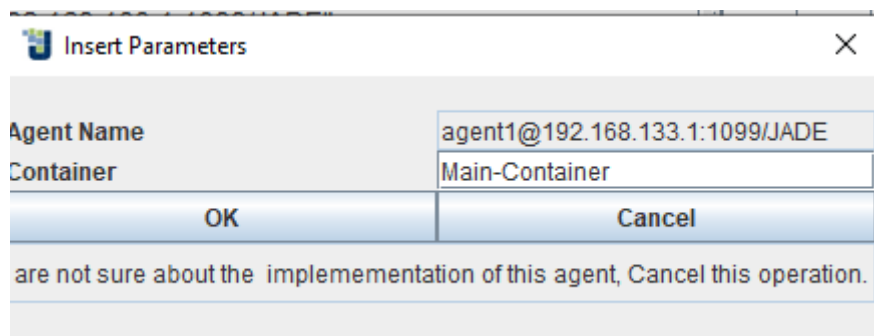 Insert Parameters
Agent Name agent1@192.168.133.1:1099/JADE
Container Main-Container
OK Cancel
are not sure about the implemementation of this agent, Cancel this operation.